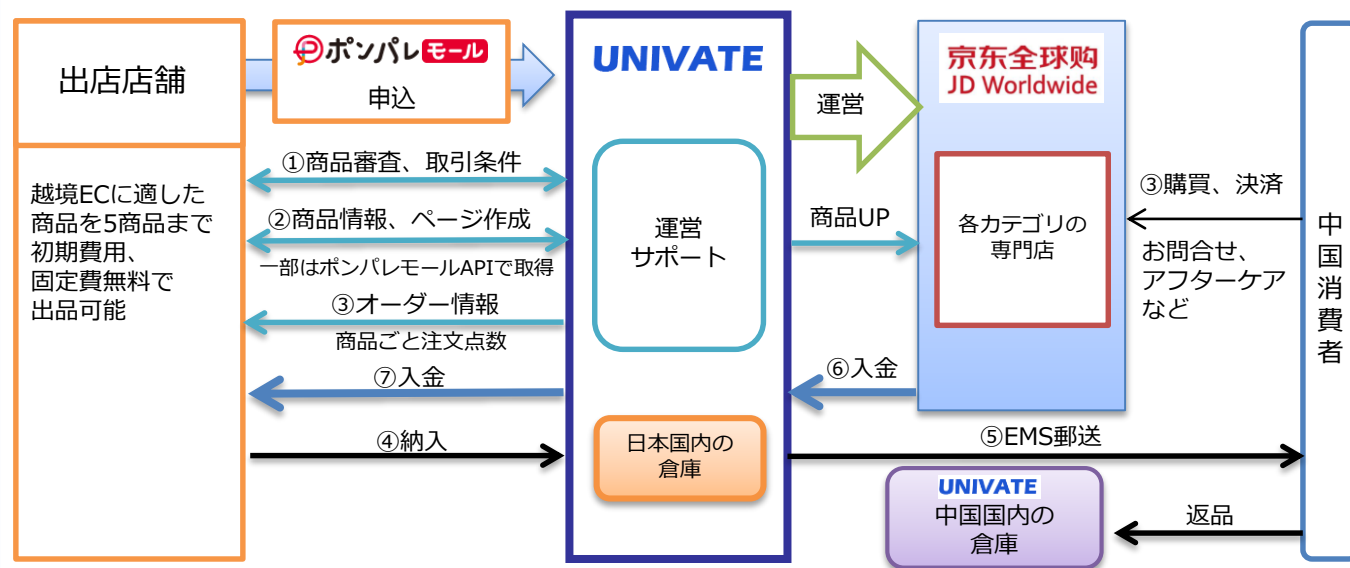 出店店舗
ポンパレモール
申込
UNIVATE
運営
京东全球购
JD Worldwide
越境ECに適した
商品を5商品まで
初期費用、
固定費無料で
出品可能
①商品審査、取引条件
②商品情報、ページ作成
一部はポンパレモールAPIで取得
③オーダー情報
商品ごと注文点数
⑦入金
④納入
運営
サポート
日本国内の
倉庫
商品UP
各カテゴリの
専門店
⑥入金
③購買、決済
お問合せ、
アフターケア
など
⑤EMS郵送
UNIVATE
中国国内の
倉庫
返品
中
国
消
費
者